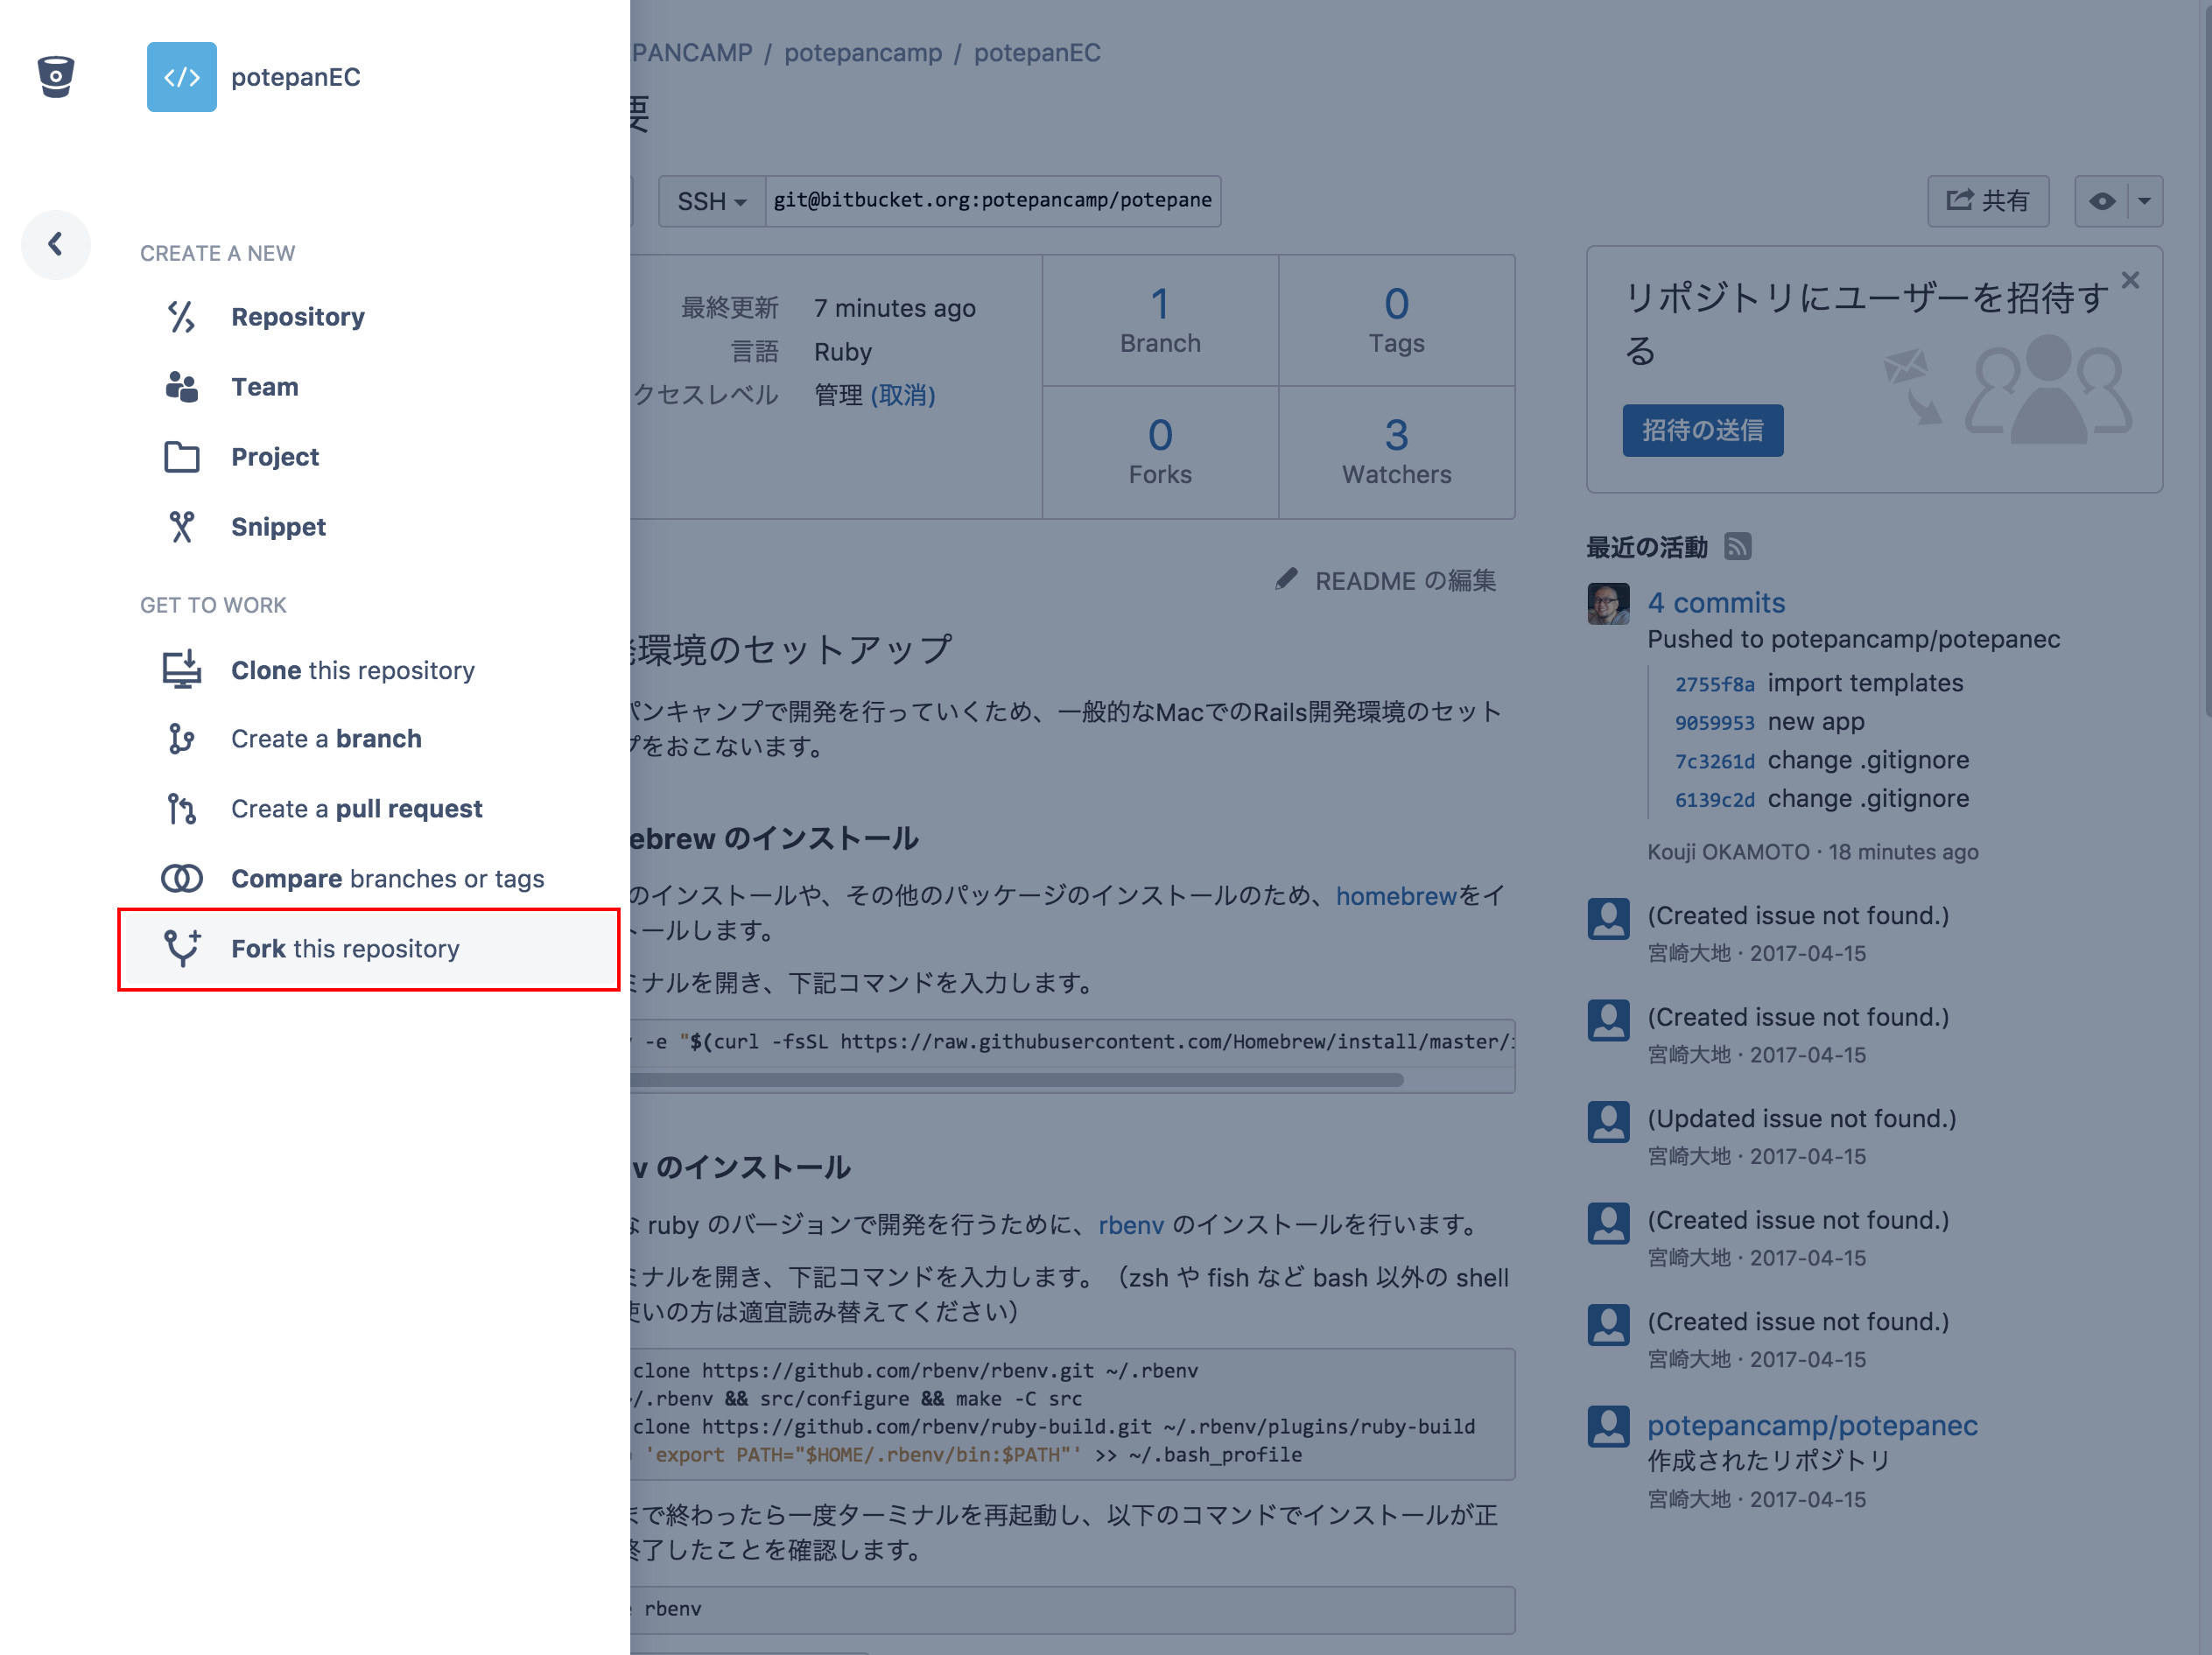 potepanEC
CREATE A NEW
Repository
Team
Project
Snippet
GET TO WORK
Clone this repository
Create a branch
Create a pull request
Compare branches or tags
Fork this repository
PANCAMP / potepancamp / potepanEC
要
SSH
git@bitbucket.org:potepancamp/potepane
共有
最終更新 7 minutes ago
言語 Ruby
クセスレベル 管理 (取消)
1
Branch
0
Tags
0
Forks
3
Watchers
README の編集
環境のセットアップ
パンキャンプで開発を行っていくため、一般的なMacでのRails開発環境のセット
プをおこないます。
ebrew のインストール
のインストールや、その他のパッケージのインストールのため、homebrewをイ
トールします。
ミナルを開き、下記コマンドを入力します。
-e "$(curl -fsSL https://raw.githubusercontent.com/Homebrew/install/master/
v のインストール
な ruby のバージョンで開発を行うために、rbenv のインストールを行います。
ミナルを開き、下記コマンドを入力します。（zsh や fish など bash 以外の shell
使いの方は適宜読み替えてください）
clone https://github.com/rbenv/rbenv.git ~/.rbenv
/.rbenv && src/configure && make -C src
clone https://github.com/rbenv/ruby-build.git ~/.rbenv/plugins/ruby-build
'export PATH="$HOME/.rbenv/bin:$PATH"' >> ~/.bash_profile
まで終わったら一度ターミナルを再起動し、以下のコマンドでインストールが正
終了したことを確認します。
rbenv
リポジトリにユーザーを招待す
る
招待の送信
最近の活動
4 commits
Pushed to potepancamp/potepanec
2755f8a import templates
9059953 new app
7c3261d change .gitignore
6139c2d change .gitignore
Kouji OKAMOTO · 18 minutes ago
(Created issue not found.)
宮崎大地 · 2017-04-15
(Created issue not found.)
宮崎大地 · 2017-04-15
(Updated issue not found.)
宮崎大地 · 2017-04-15
(Created issue not found.)
宮崎大地 · 2017-04-15
(Created issue not found.)
宮崎大地 · 2017-04-15
potepancamp/potepanec
作成されたリポジトリ
宮崎大地 · 2017-04-15